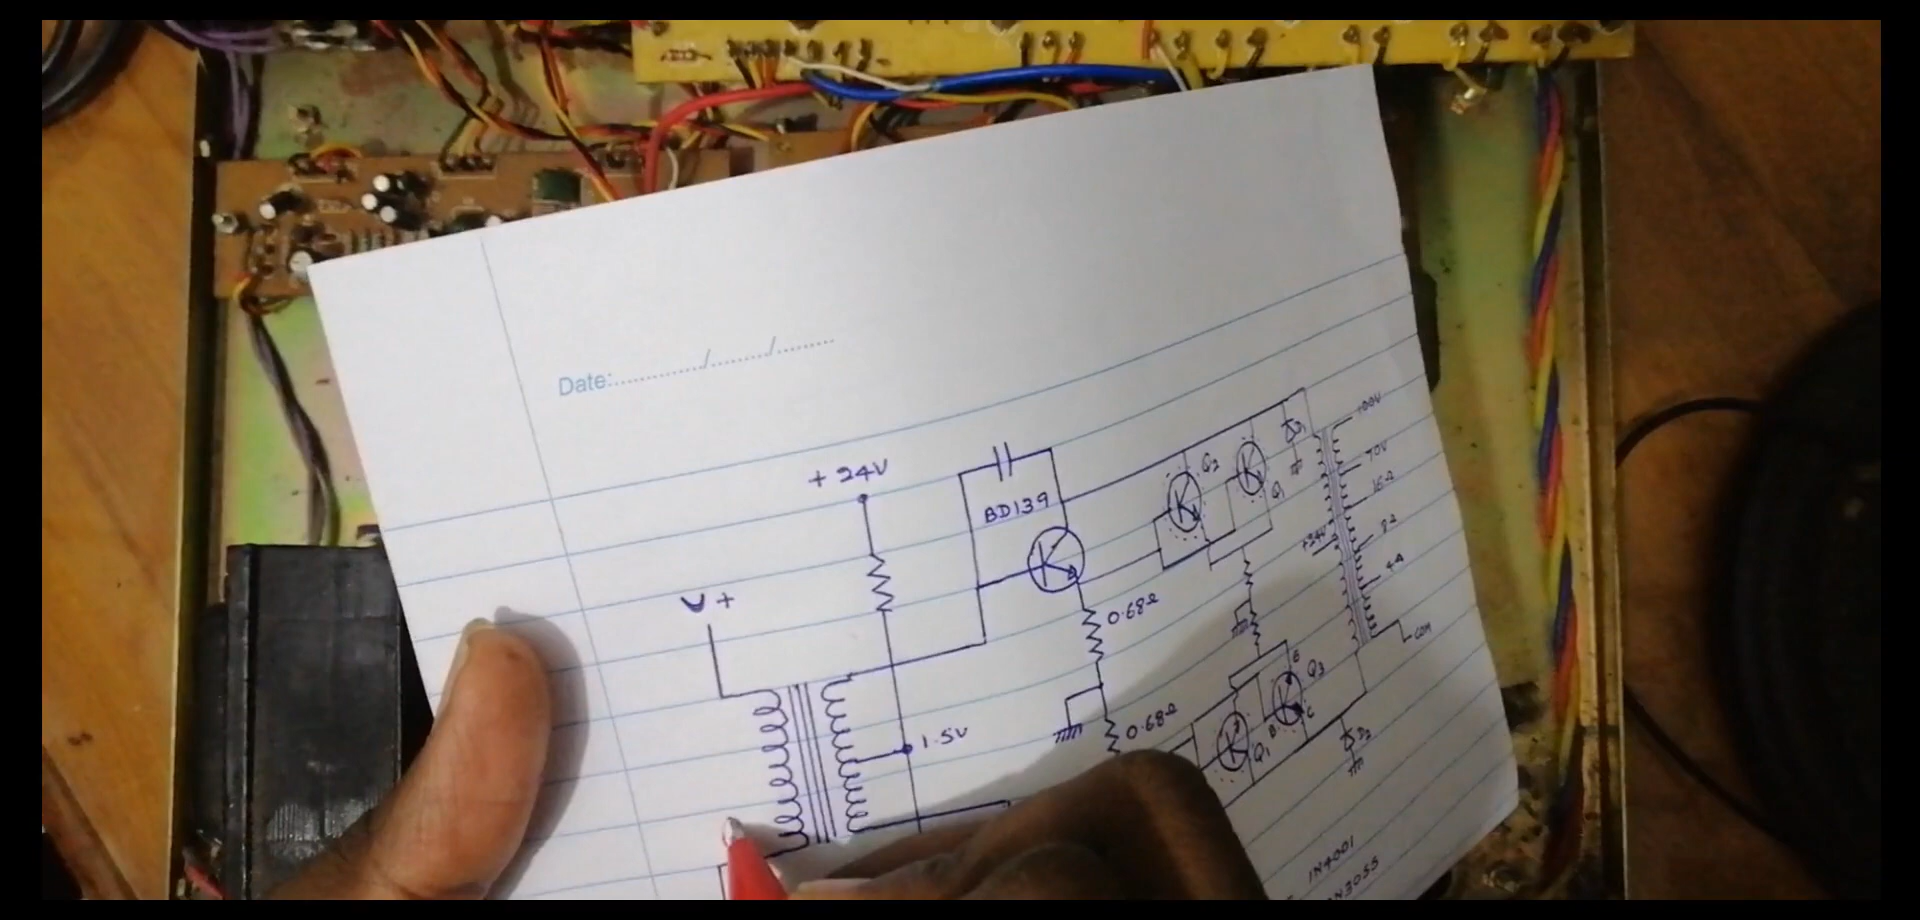 Date:............/........../.........
+ 24V
BD139
V +
0.68Ω
1.5V
0.68Ω
Q2
Q1
D1
100V
70V
16Ω
8Ω
+24V
4Ω
COM
E
Q3
C
B
Q1
D2
1N4001
2N3055